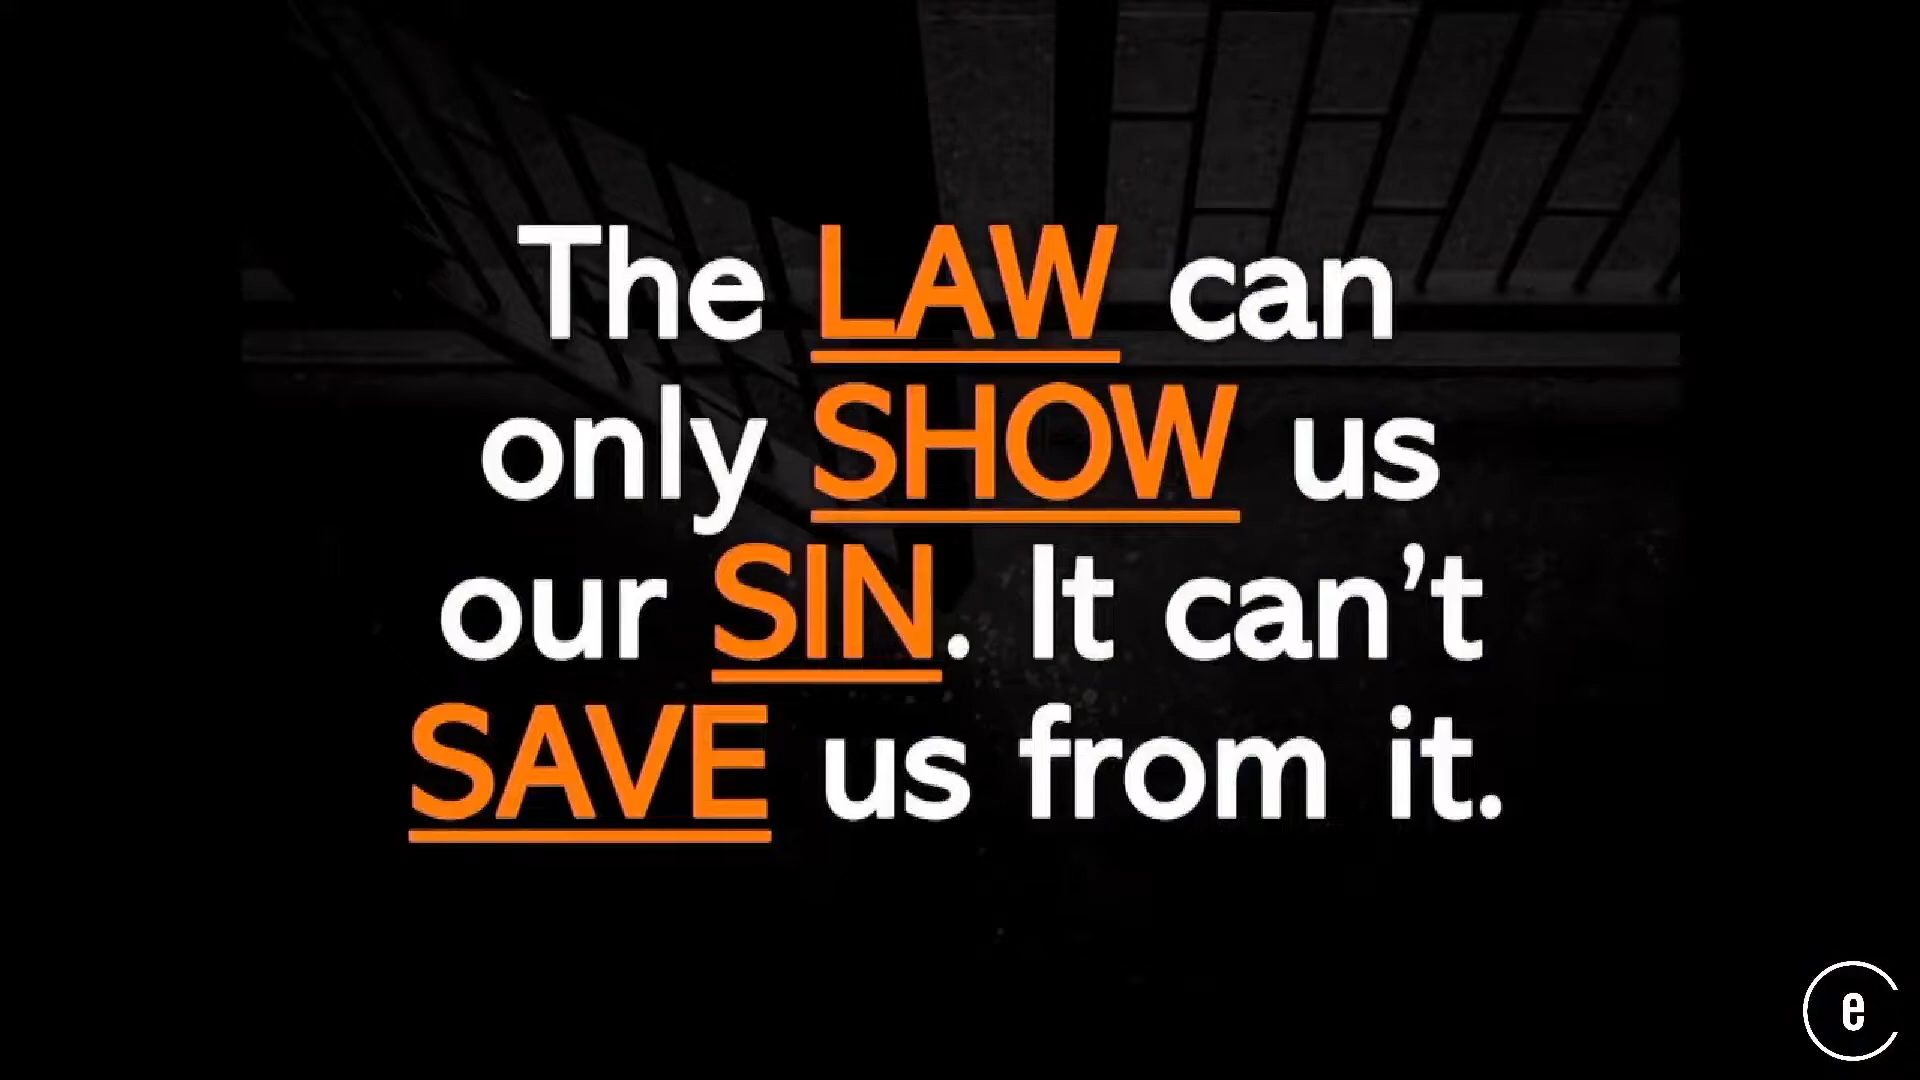 The LAW can
only SHOW us
our SIN. It can’t
SAVE us from it.
e